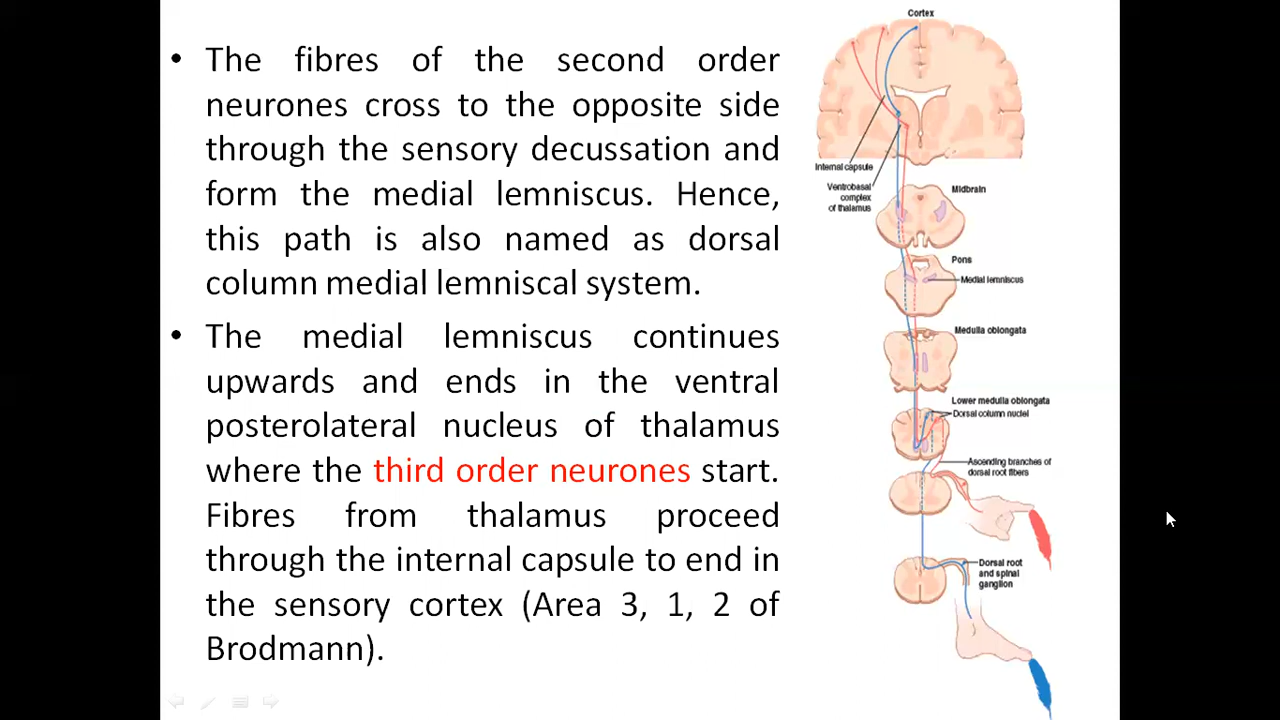 • The fibres of the second order
neurones cross to the opposite side
through the sensory decussation and
form the medial lemniscus. Hence,
this path is also named as dorsal
column medial lemniscal system.
• The medial lemniscus continues
upwards and ends in the ventral
posterolateral nucleus of thalamus
where the third order neurones start.
Fibres from thalamus proceed
through the internal capsule to end in
the sensory cortex (Area 3, 1, 2 of
Brodmann).
Cortex
Internal capsule
Ventrobasal
complex
of thalamus
Midbrain
Pons
Medial lemniscus
Medulla oblongata
Lower medulla oblongata
Dorsal column nuclei
Ascending branches of
dorsal root fibers
Dorsal root
and spinal
ganglion